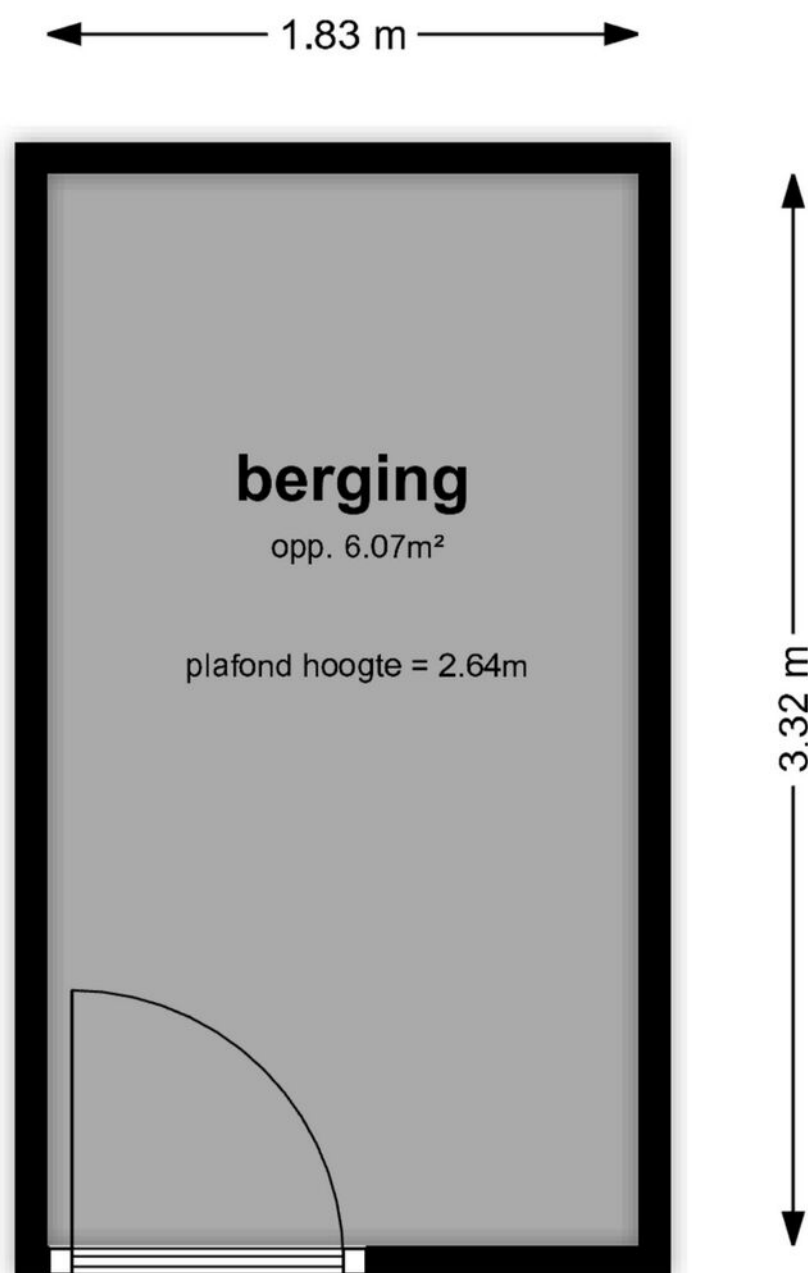 1.83 m
berging
opp. 6.07m²
plafond hoogte = 2.64m
3.32 m